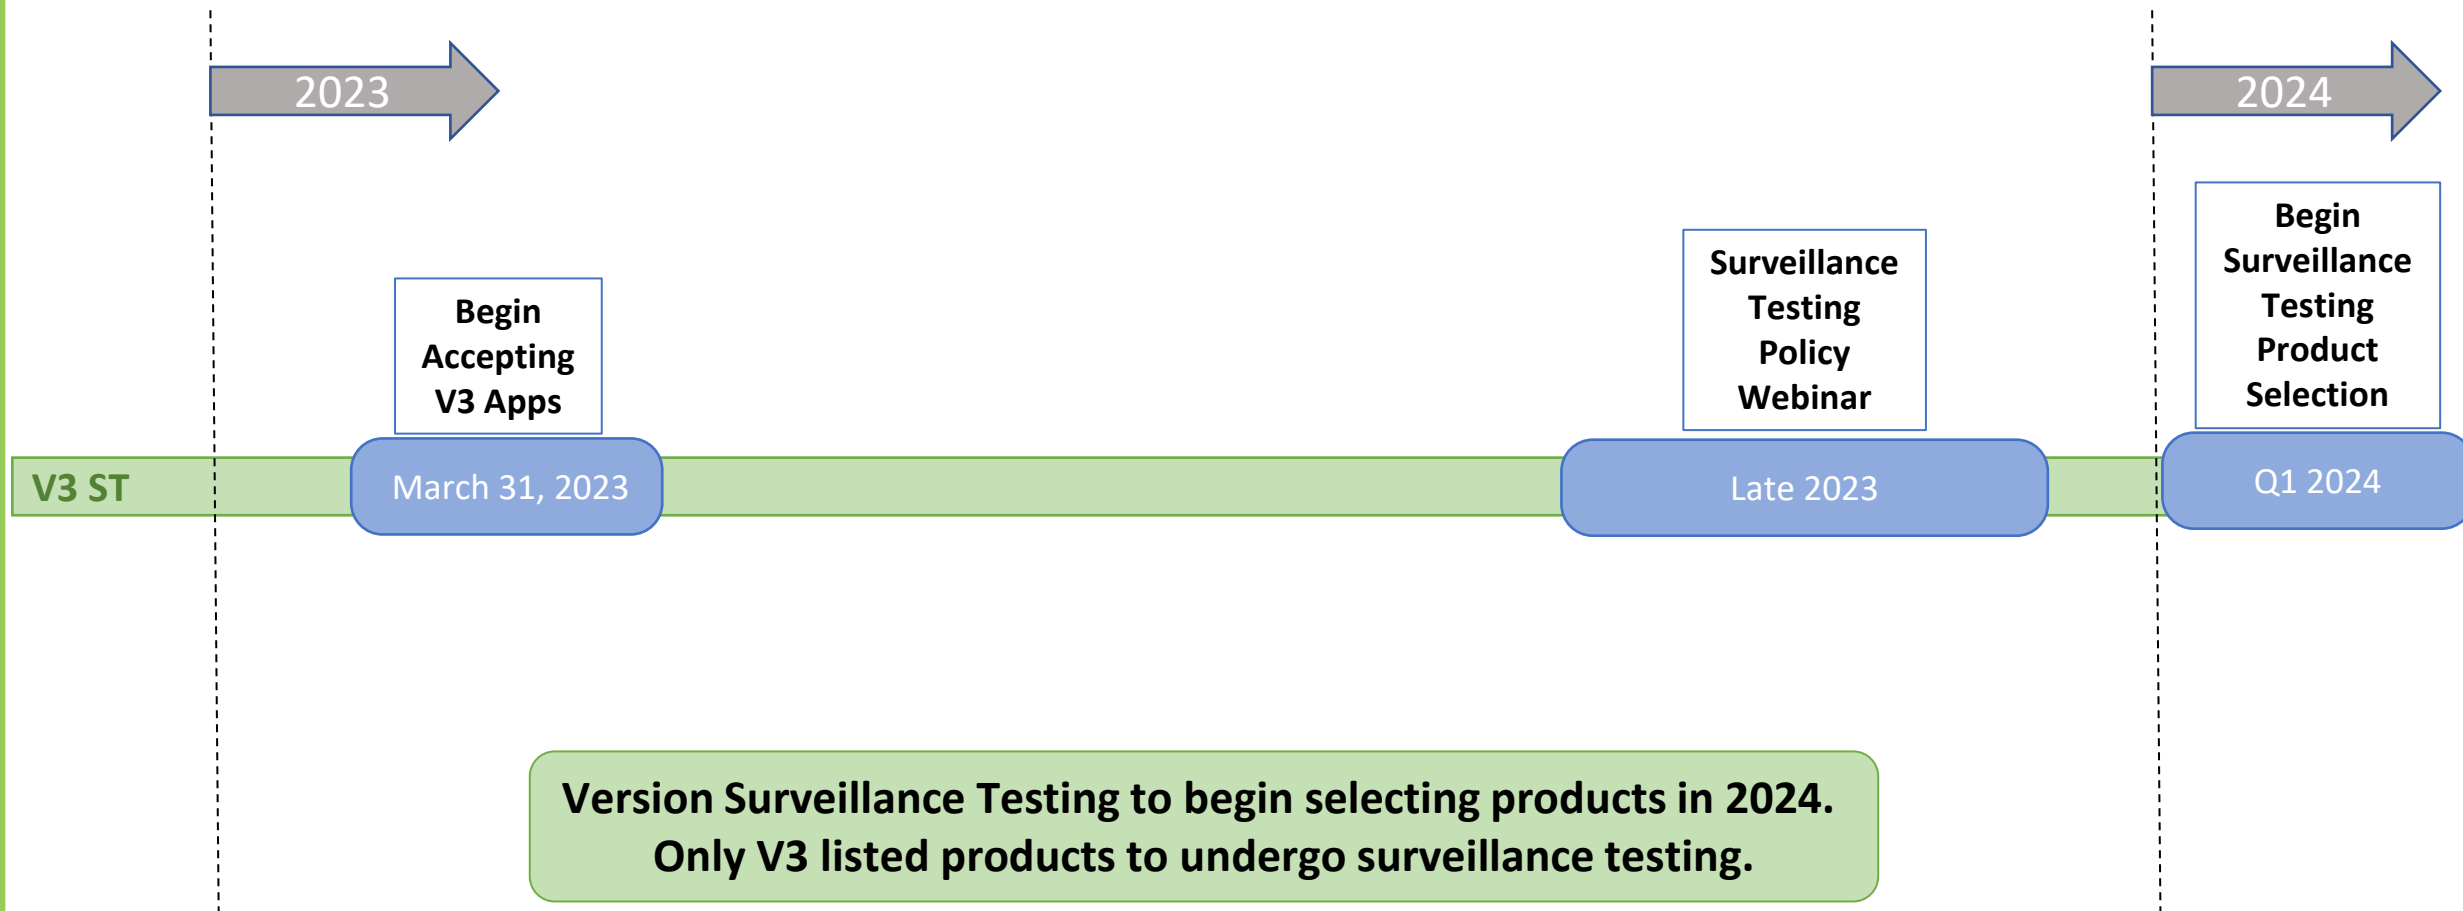 2023
2024
Begin
Accepting
V3 Apps
Surveillance
Testing
Policy
Webinar
Begin
Surveillance
Testing
Product
Selection
V3 ST
March 31, 2023
Late 2023
Q1 2024
Version Surveillance Testing to begin selecting products in 2024.
Only V3 listed products to undergo surveillance testing.